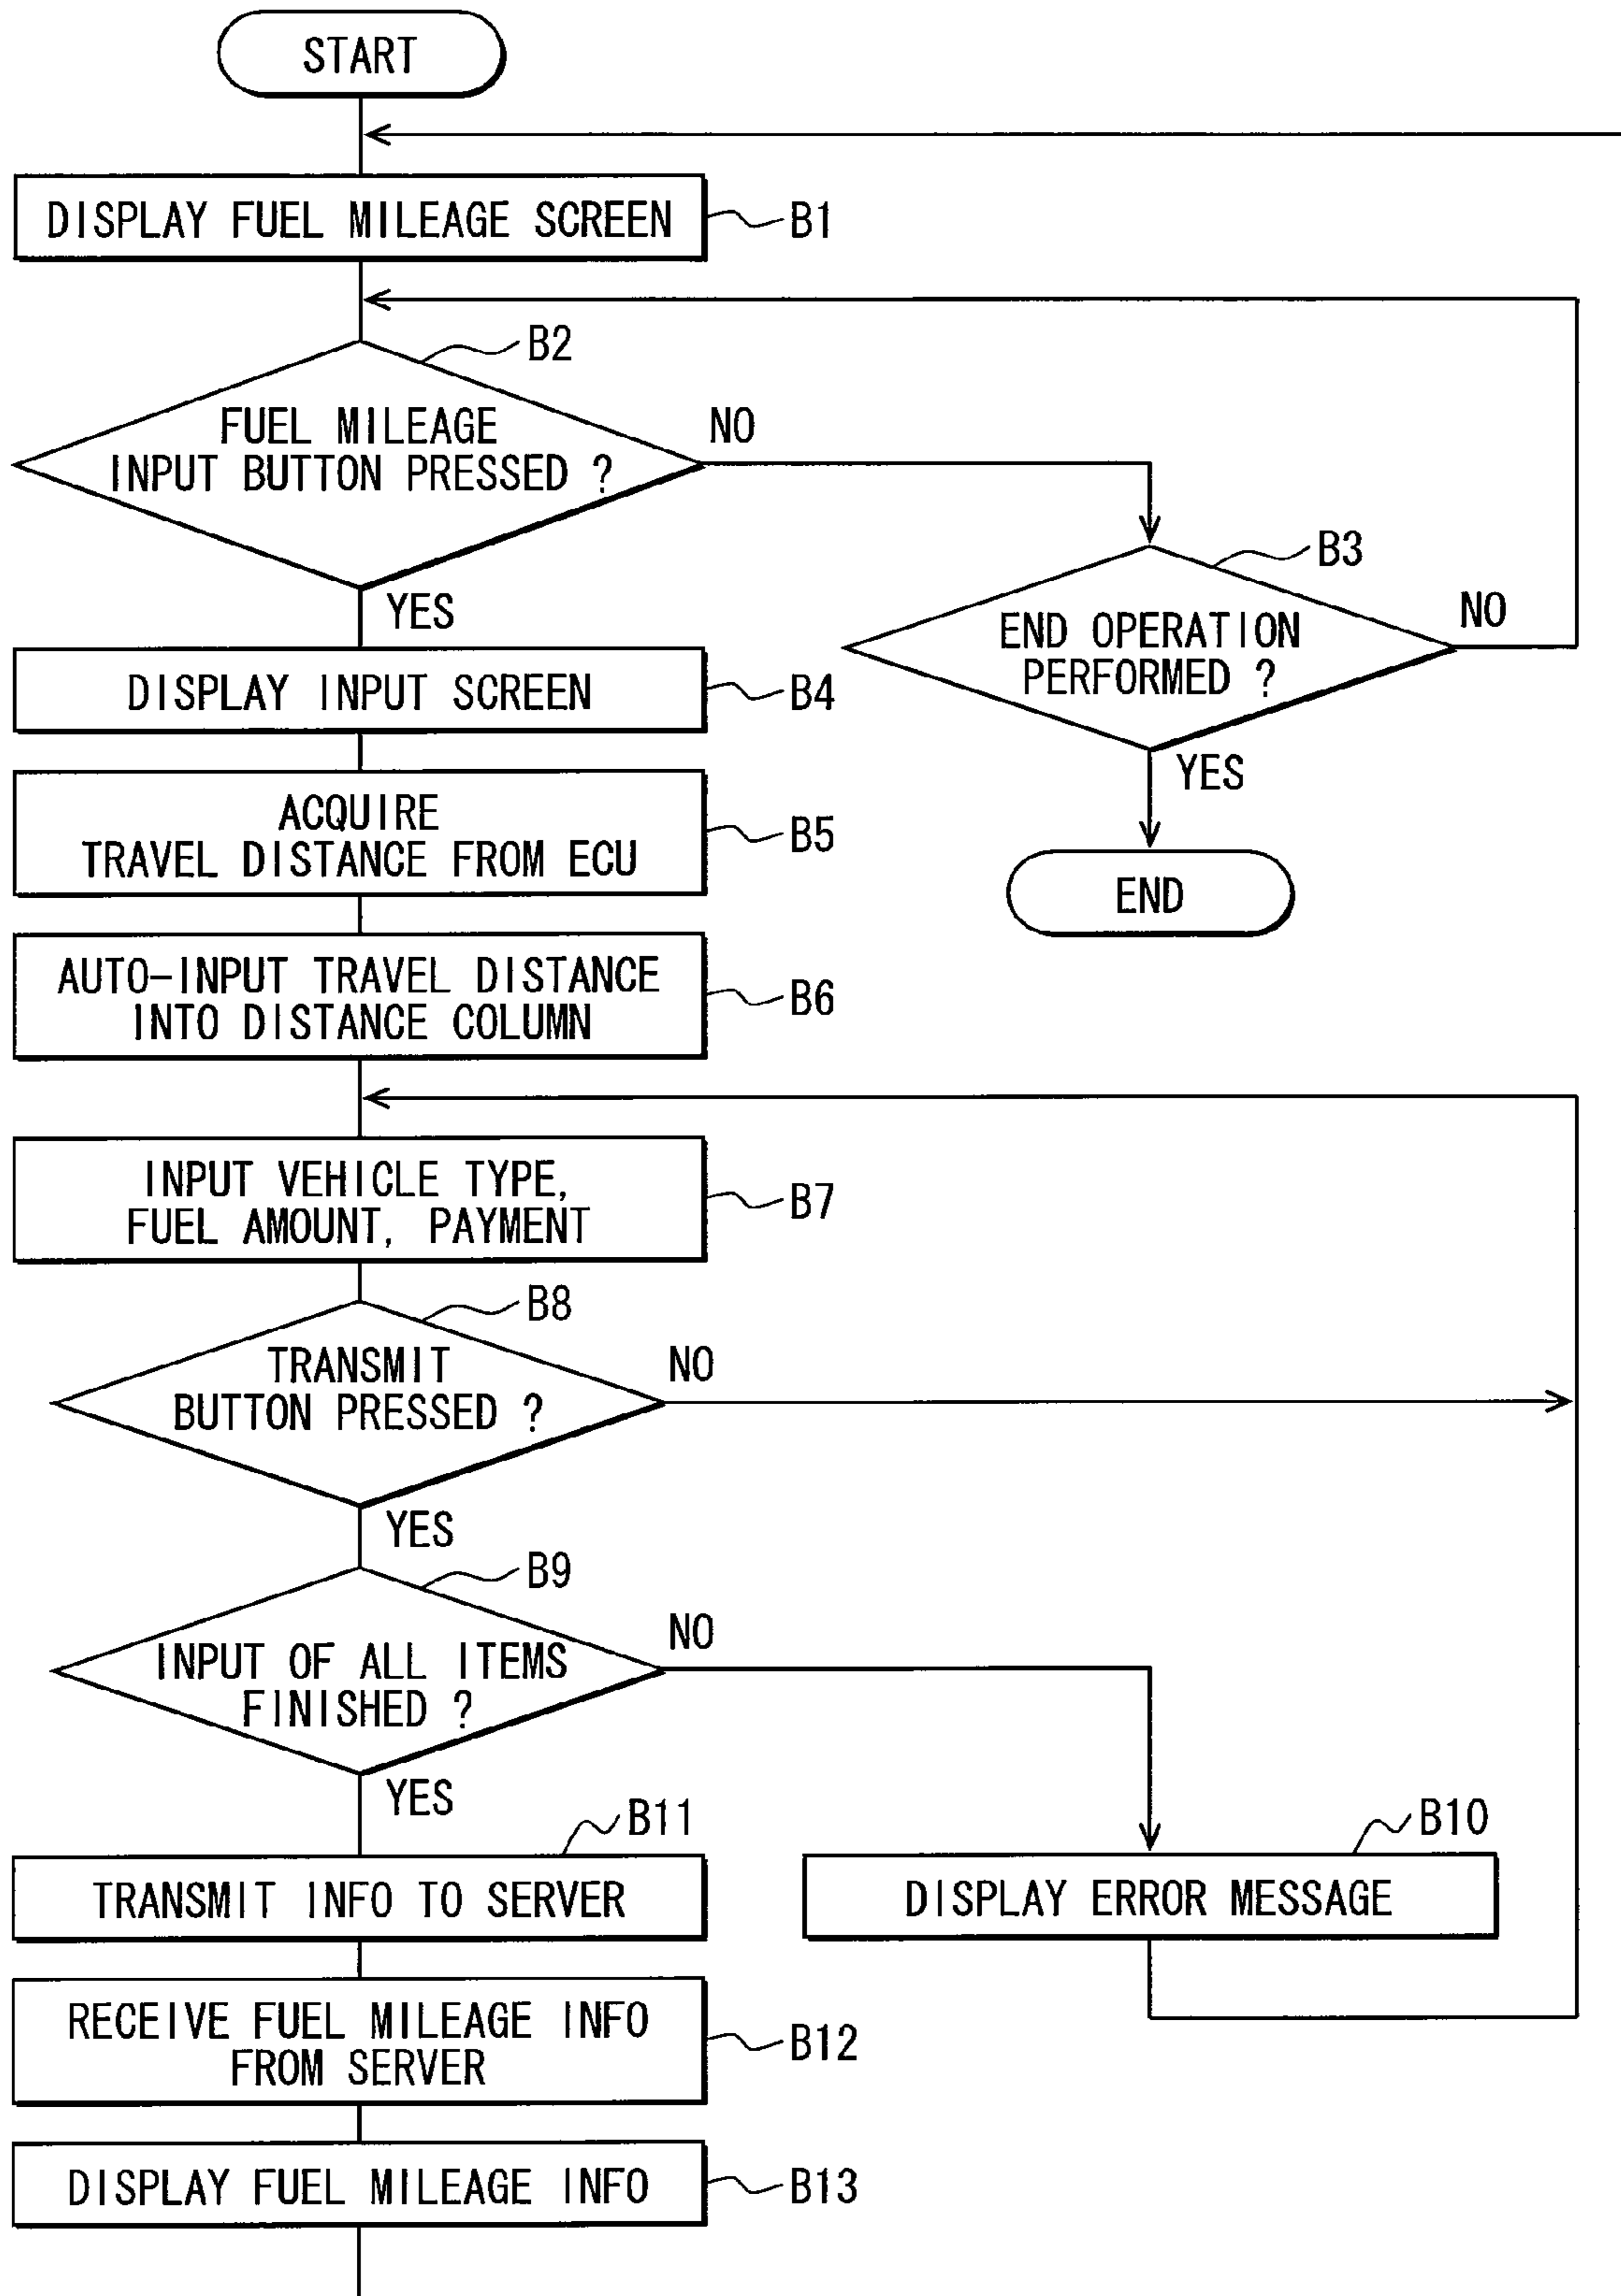 START
DISPLAY FUEL MILEAGE SCREEN
B1
B2
FUEL MILEAGE
INPUT BUTTON PRESSED ?
NO
YES
B3
END OPERATION
PERFORMED ?
NO
YES
END
DISPLAY INPUT SCREEN
B4
ACQUIRE
TRAVEL DISTANCE FROM ECU
B5
AUTO-INPUT TRAVEL DISTANCE
INTO DISTANCE COLUMN
B6
INPUT VEHICLE TYPE,
FUEL AMOUNT, PAYMENT
B7
B8
TRANSMIT
BUTTON PRESSED ?
NO
YES
B9
INPUT OF ALL ITEMS
FINISHED ?
NO
YES
B11
TRANSMIT INFO TO SERVER
B10
DISPLAY ERROR MESSAGE
RECEIVE FUEL MILEAGE INFO
FROM SERVER
B12
DISPLAY FUEL MILEAGE INFO
B13